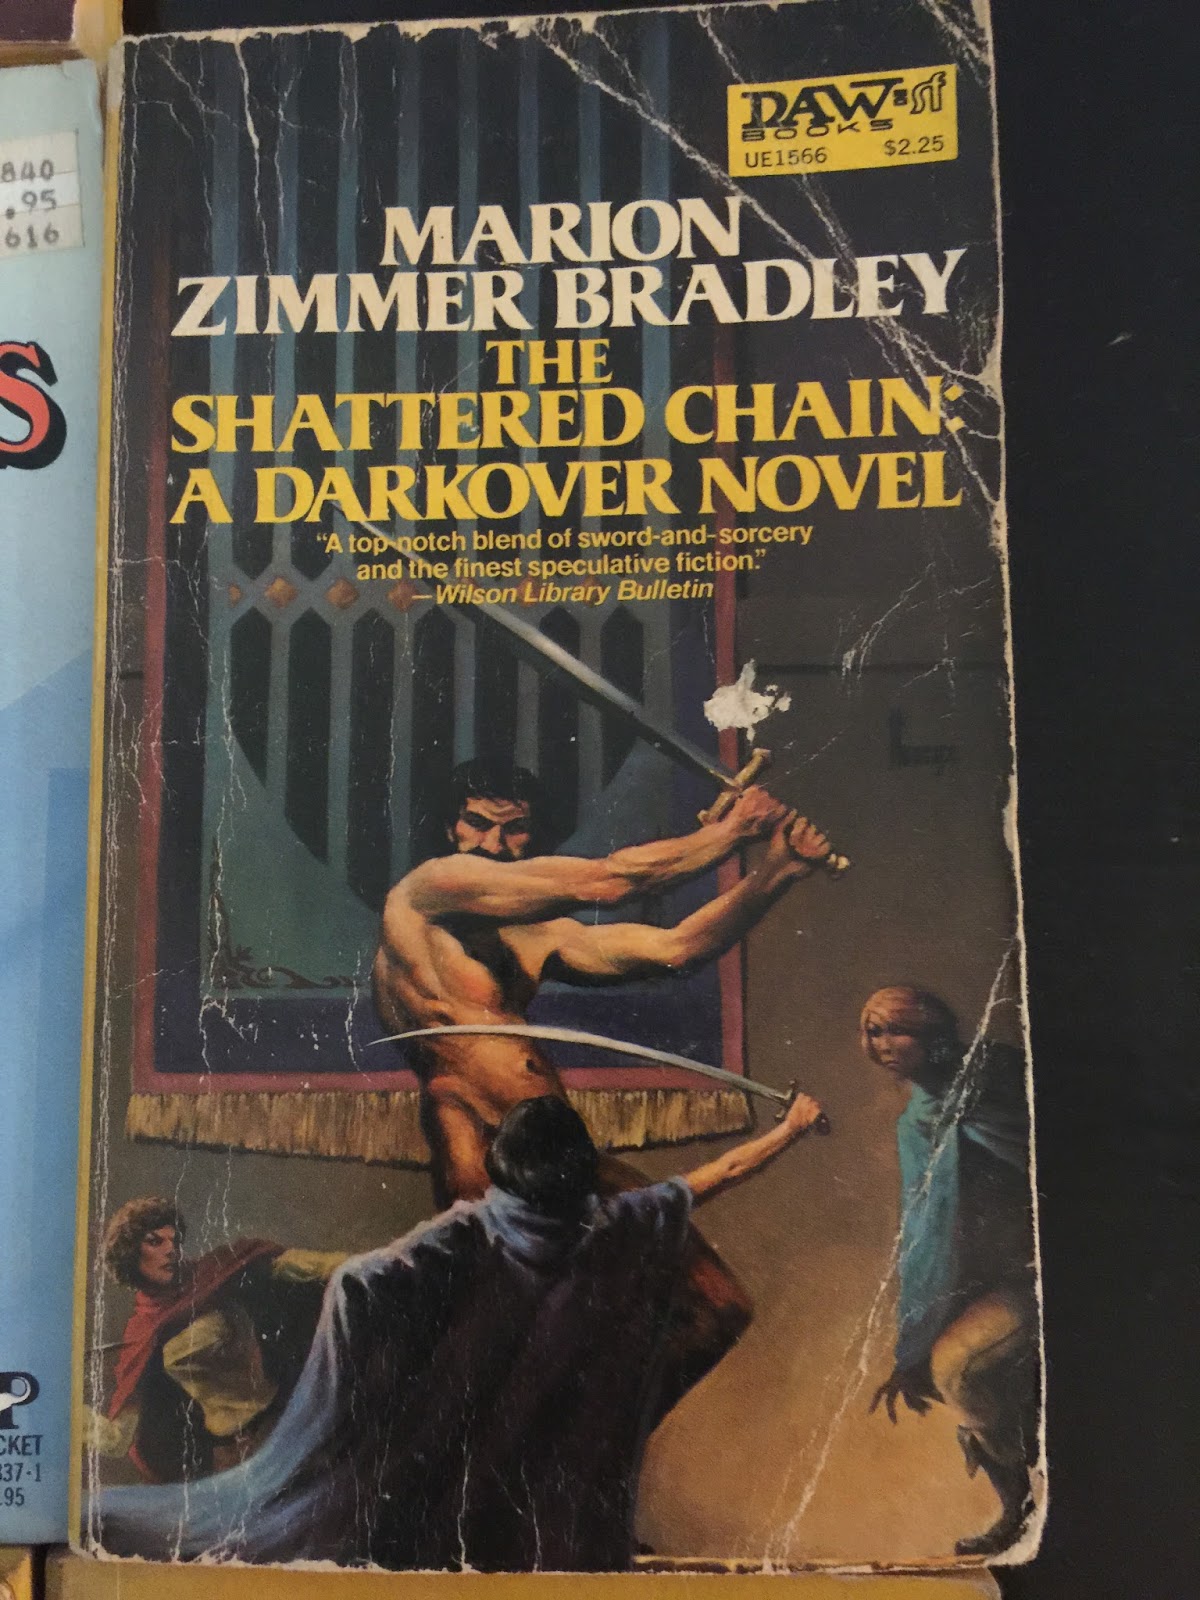 DAW=sf
BOOKS
UE1566 $2.25
MARION
ZIMMER BRADLEY
THE
SHATTERED CHAIN:
A DARKOVER NOVEL
"A top-notch blend of sword-and-sorcery
and the finest speculative fiction."
—Wilson Library Bulletin
840
.95
616
S
CKET
837-1
.95